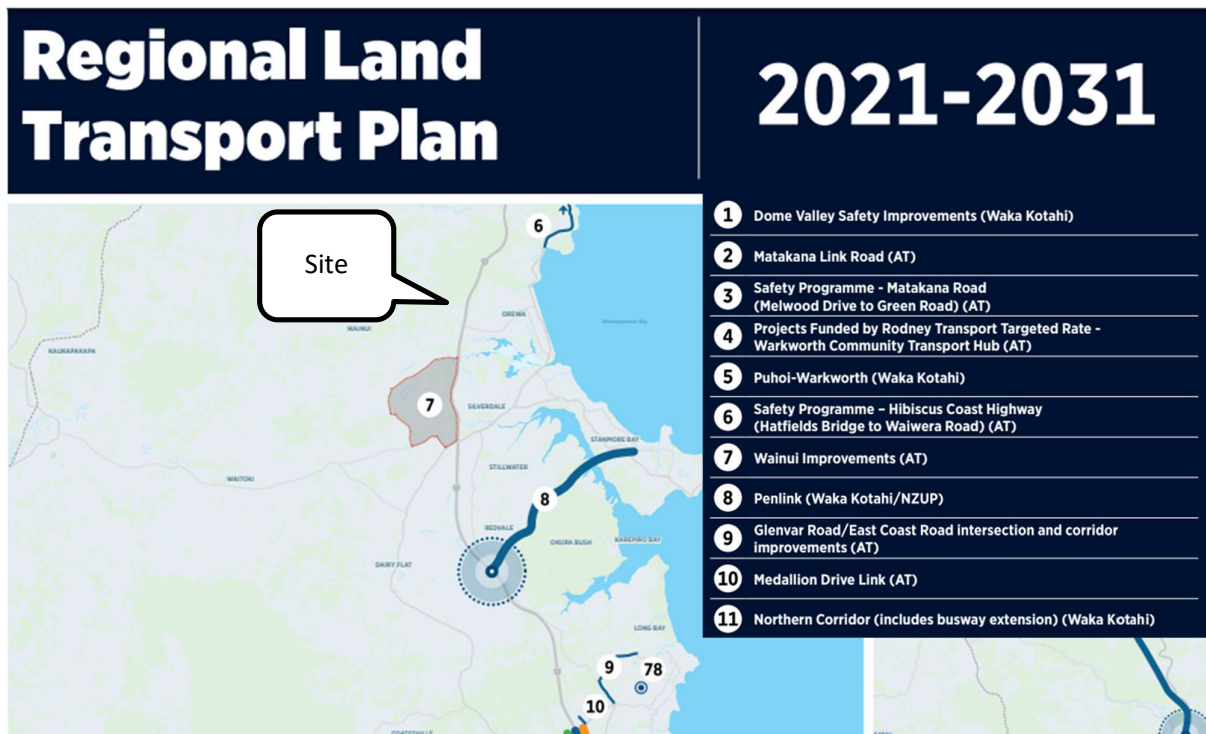 Regional Land
Transport Plan
2021-2031
1 Dome Valley Safety Improvements (Waka Kotahi)
2 Matakana Link Road (AT)
3 Safety Programme - Matakana Road
(Melwood Drive to Green Road) (AT)
4 Projects Funded by Rodney Transport Targeted Rate -
Warkworth Community Transport Hub (AT)
5 Puhoi-Warkworth (Waka Kotahi)
6 Safety Programme – Hibiscus Coast Highway
(Hatfields Bridge to Waiwera Road) (AT)
7 Wainui Improvements (AT)
8 Penlink (Waka Kotahi/NZUP)
9 Glenvar Road/East Coast Road intersection and corridor
improvements (AT)
10 Medallion Drive Link (AT)
11 Northern Corridor (includes busway extension) (Waka Kotahi)
6
Site
OREWA
WAINUI
KAUKAPAKAPA
7
SILVERDALE
STANMORE BAY
STILLWATER
WAITOKI
8
REDVALE
OKURA BUSH
KAREPIRO BAY
DAIRY FLAT
LONG BAY
9
78
10